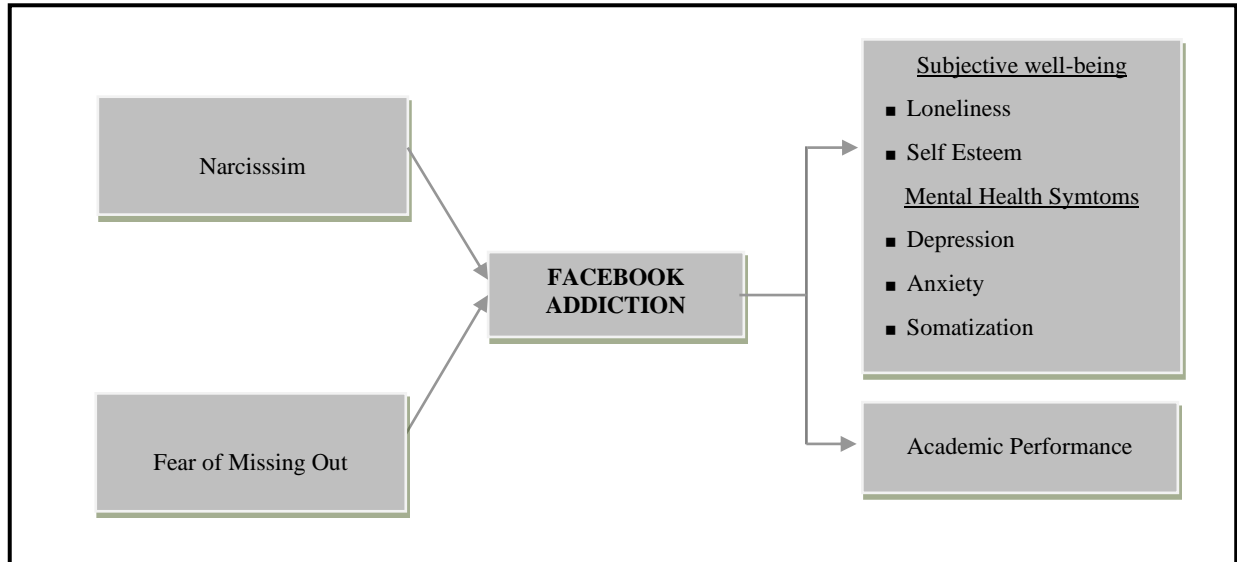 Narcisssim
Fear of Missing Out
FACEBOOK
ADDICTION
Subjective well-being
▪ Loneliness
▪ Self Esteem
Mental Health Symtoms
▪ Depression
▪ Anxiety
▪ Somatization
Academic Performance